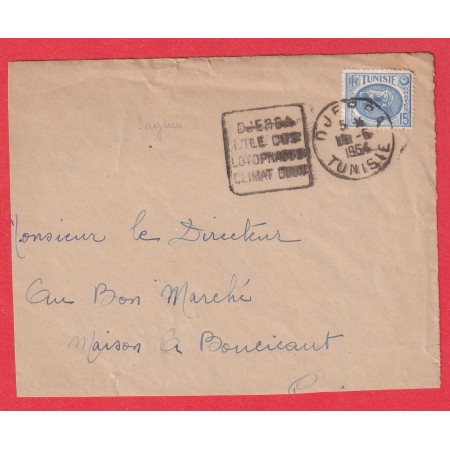 RF TUNISIE
15
DJERBA
1954
TUNISIE
DJERBA
L'ILE DES
LOTOPHAGES
CLIMAT DOUX
Monsieur le Directeur
Au Bon Marché
Maison A Boucicaut